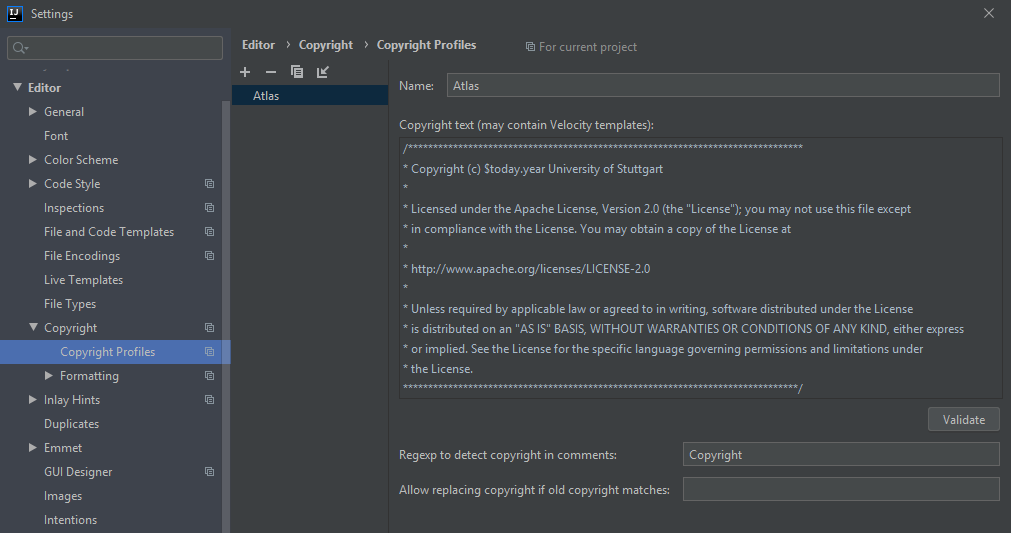 IJ
Settings
Editor › Copyright › Copyright Profiles
For current project
Editor
General
Font
Color Scheme
Code Style
Inspections
File and Code Templates
File Encodings
Live Templates
File Types
Copyright
Copyright Profiles
Formatting
Inlay Hints
Duplicates
Emmet
GUI Designer
Images
Intentions
Atlas
Name: Atlas
Copyright text (may contain Velocity templates):
/*******************************************************************************
* Copyright (c) $today.year University of Stuttgart
*
* Licensed under the Apache License, Version 2.0 (the "License"); you may not use this file except
* in compliance with the License. You may obtain a copy of the License at
*
* http://www.apache.org/licenses/LICENSE-2.0
*
* Unless required by applicable law or agreed to in writing, software distributed under the License
* is distributed on an "AS IS" BASIS, WITHOUT WARRANTIES OR CONDITIONS OF ANY KIND, either express
* or implied. See the License for the specific language governing permissions and limitations under
* the License.
*******************************************************************************/
Validate
Regexp to detect copyright in comments: Copyright
Allow replacing copyright if old copyright matches: